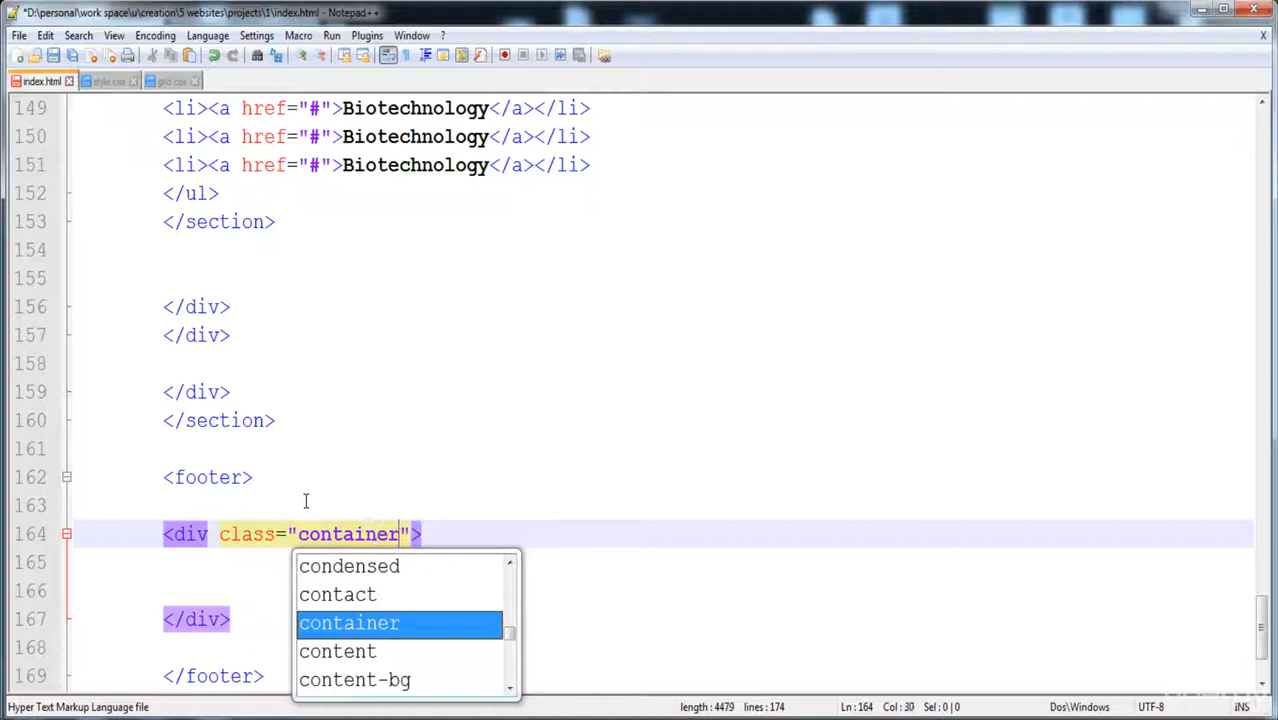 *D:\personal\work space\u\creation\5 websites\projects\1\index.html - Notepad++
File Edit Search View Encoding Language Settings Macro Run Plugins Window ? X
index.html style.css grid.css
149 <li><a href="#">Biotechnology</a></li>
150 <li><a href="#">Biotechnology</a></li>
151 <li><a href="#">Biotechnology</a></li>
152 </ul>
153 </section>
154
155
156 </div>
157 </div>
158
159 </div>
160 </section>
161
162 <footer>
163
164 <div class="container">
165
166
167 </div>
168
169 </footer>
condensed
contact
container
content
content-bg
Hyper Text Markup Language file length : 4479 lines : 174 Ln : 164 Col : 30 Sel : 0 | 0 Dos\Windows UTF-8 INS